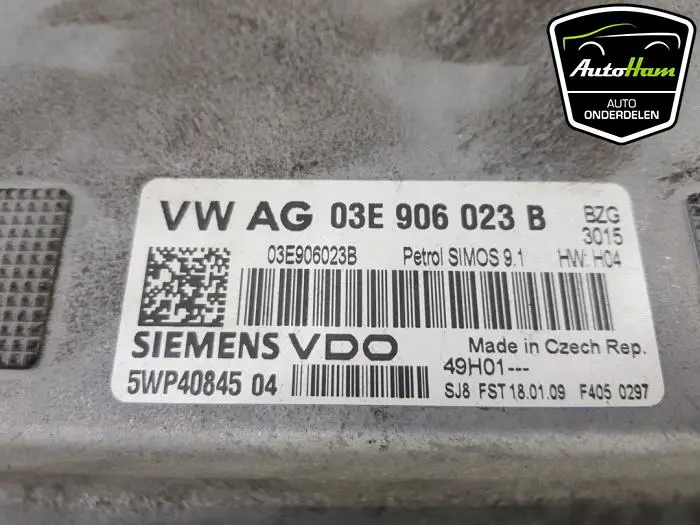 AutoHam
AUTO
ONDERDELEN
VW AG 03E 906 023 B BZG
3015
03E906023B Petrol SIMOS 9.1 HW: H04
SIEMENS VDO Made in Czech Rep.
5WP40845 04 49H01---
SJ8 FST 18.01.09 F405 0297